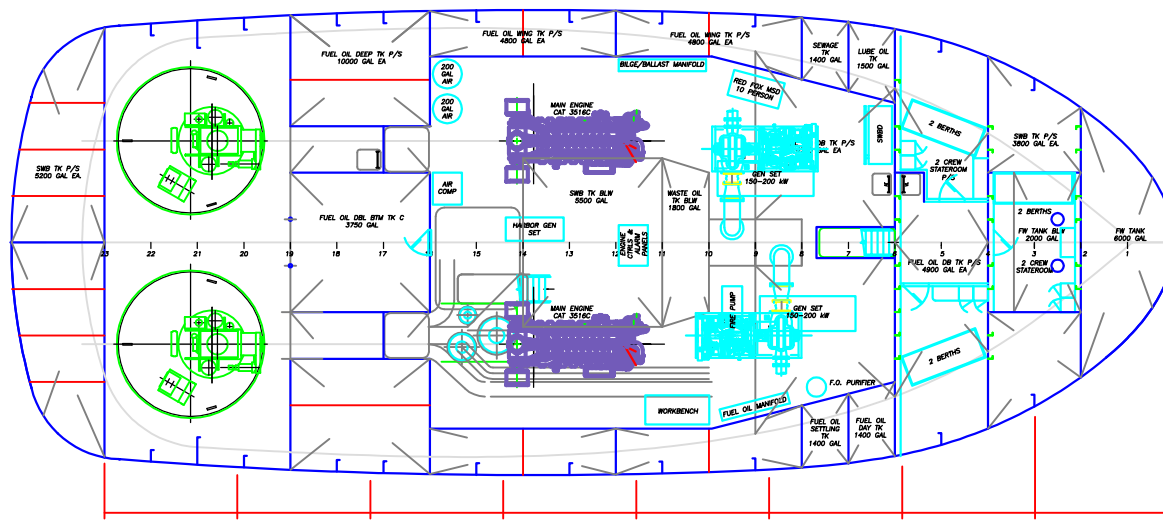 FUEL OIL DEEP TK P/S
10000 GAL EA
FUEL OIL WING TK P/S
4800 GAL EA
FUEL OIL WING TK P/S
4800 GAL EA
SEWAGE
TK
1400 GAL
LUBE OIL
TK
1500 GAL
200
GAL
AIR
200
GAL
AIR
BILGE/BALLAST MANIFOLD
RED FOX MSD
10 PERSON
MAIN ENGINE
CAT 3516C
DB TK P/S
GAL EA
SWBD
2 BERTHS
SWB TK P/S
3800 GAL EA.
SWB TK P/S
5200 GAL EA.
2 CREW
STATEROOM
P/S
AIR
COMP
SWB TK BLW
5500 GAL
WASTE OIL
TK BLW
1800 GAL
GEN SET
150-200 kW
FUEL OIL DBL BTM TK C
3750 GAL
HARBOR GEN
SET
ENGINE
CTRLS &
ALARM
PANELS
2 BERTHS
FW TANK BLW
2000 GAL
FW TANK
6000 GAL
23
20
19
18
17
16
15
14
13
12
11
10
9
8
7
6
5
4
3
2
1
FUEL OIL DB TK P/S
4900 GAL EA
2 CREW
STATEROOM
MAIN ENGINE
CAT 3516C
FIRE PUMP
GEN SET
150-200 kW
2 BERTHS
F.O. PURIFIER
WORKBENCH
FUEL OIL MANIFOLD
FUEL OIL
SETTLING
TK
1400 GAL
FUEL OIL
DAY TK
1400 GAL